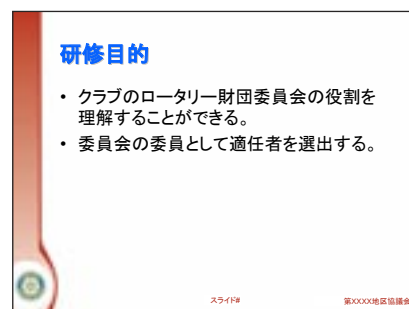 研修目的
• クラブのロータリー財団委員会の役割を
理解することができる。
• 委員会の委員として適任者を選出する。
スライド#
第XXXX地区協議会